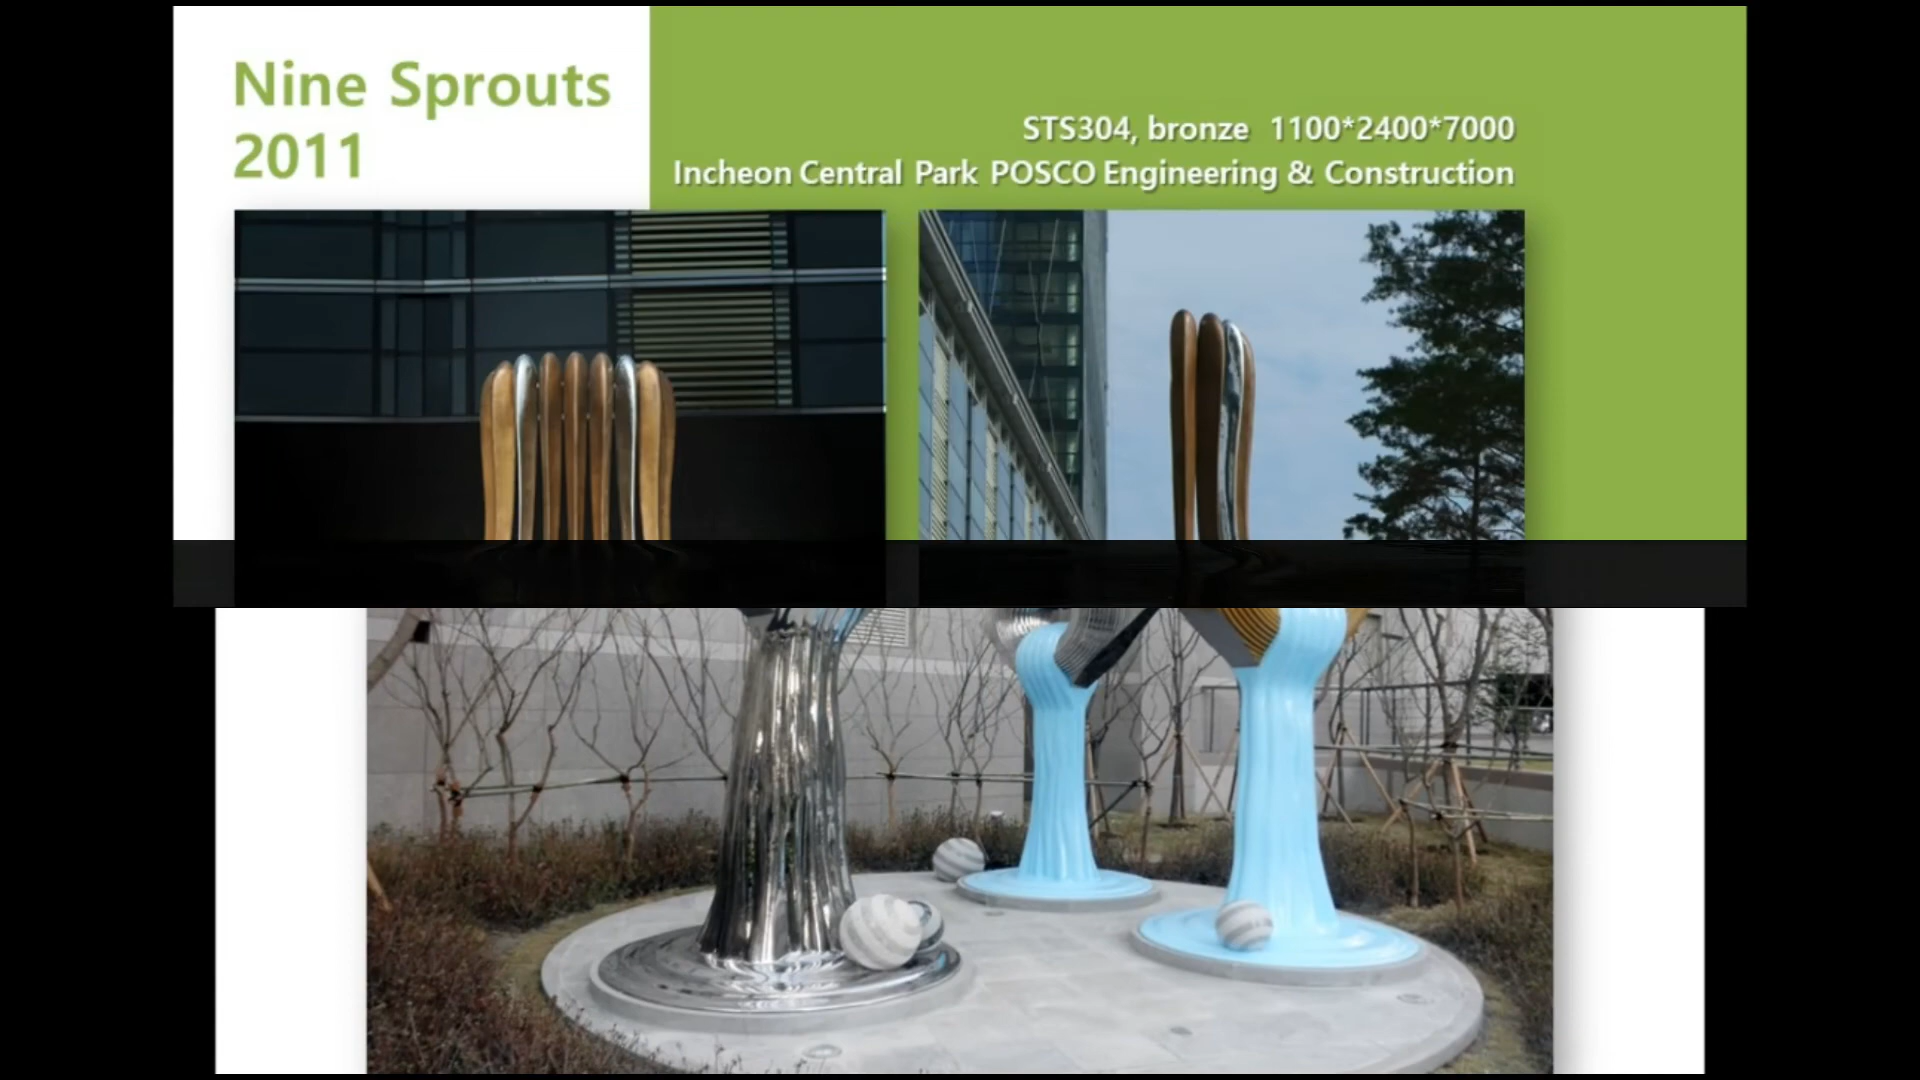 Nine Sprouts
2011
STS304, bronze 1100*2400*7000
Incheon Central Park POSCO Engineering & Construction